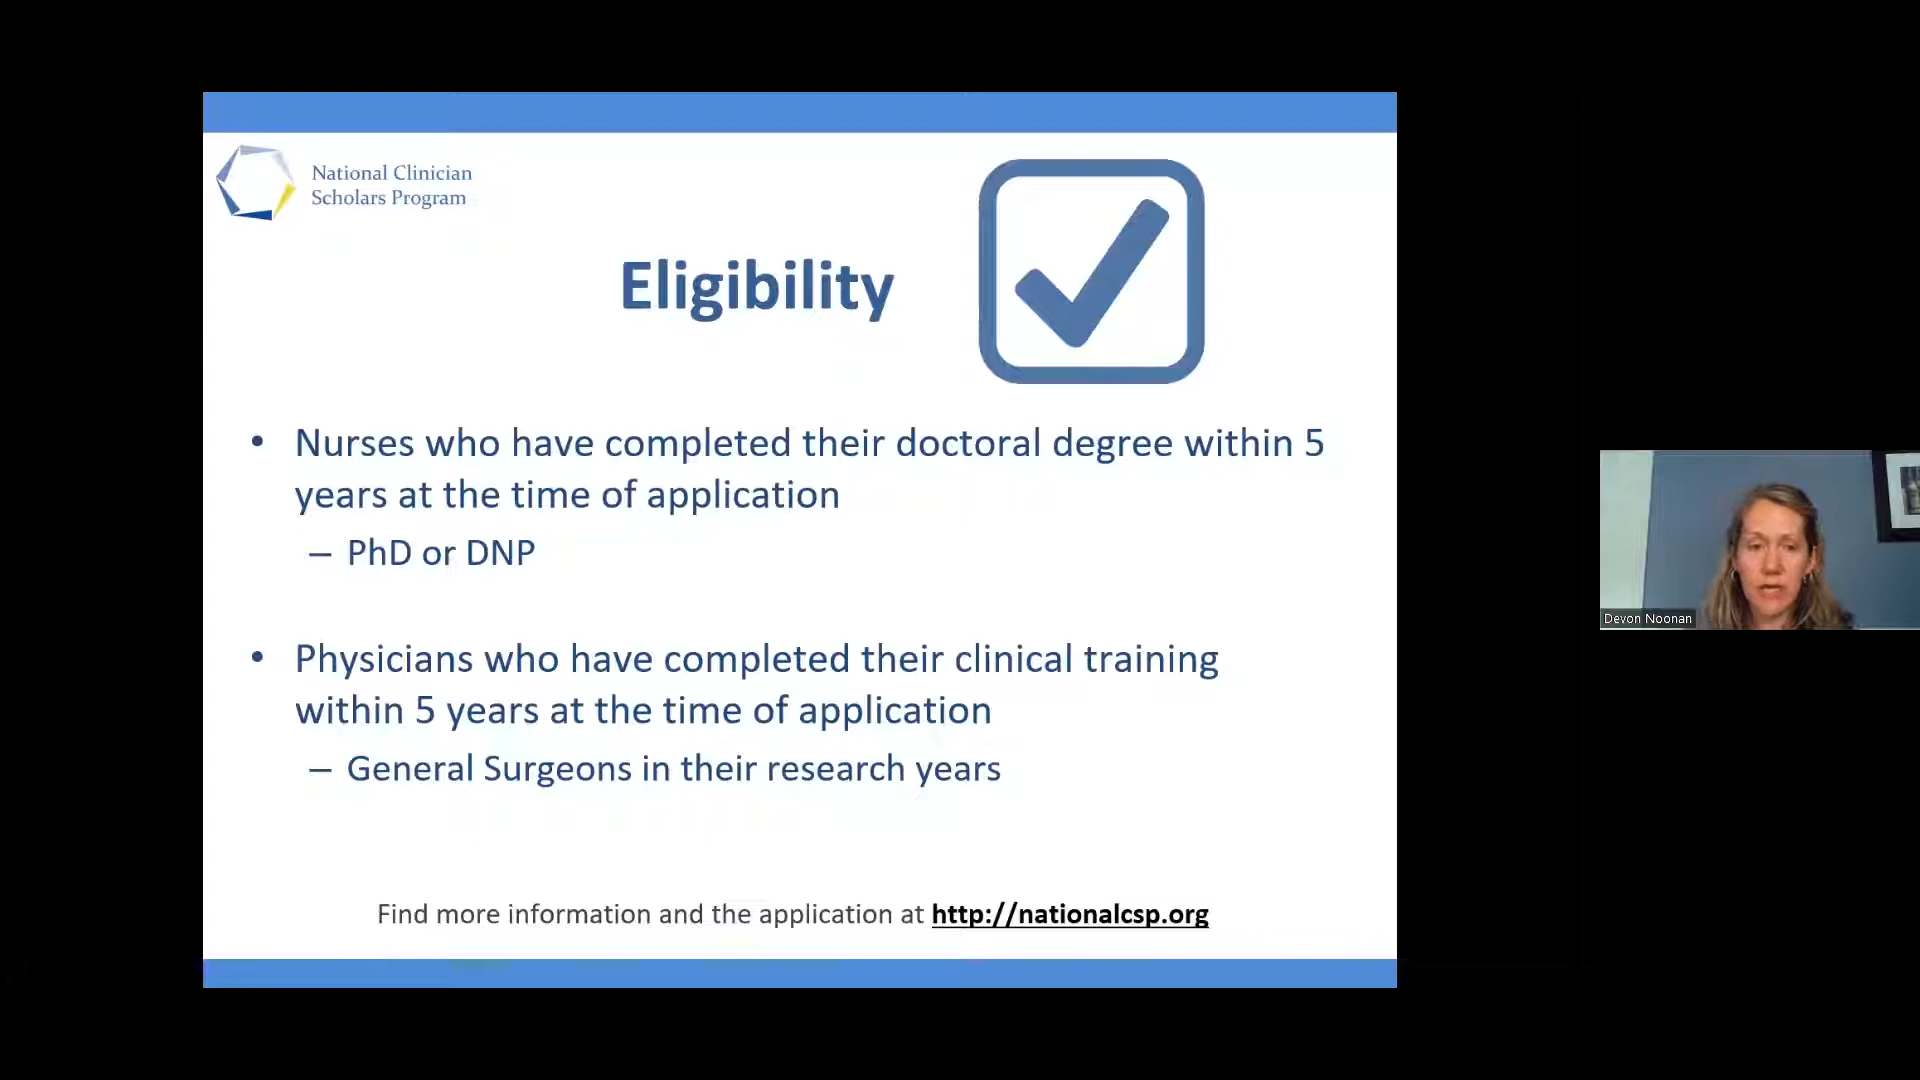 National Clinician
Scholars Program
Eligibility
• Nurses who have completed their doctoral degree within 5
years at the time of application
– PhD or DNP
• Physicians who have completed their clinical training
within 5 years at the time of application
– General Surgeons in their research years
Find more information and the application at http://nationalcsp.org
Devon Noonan